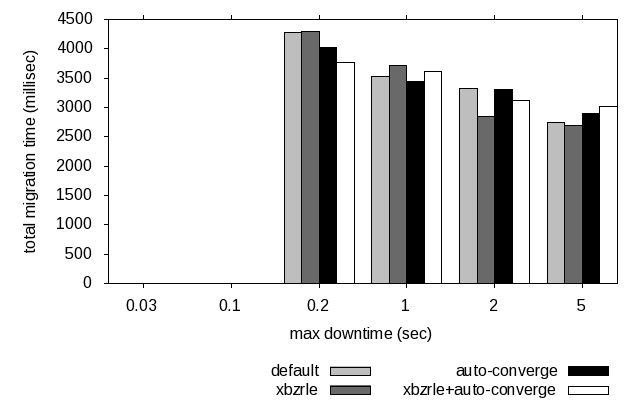 4500
4000
3500
3000
2500
2000
1500
1000
500
0
total migration time (millisec)
0.03 0.1 0.2 1 2 5
max downtime (sec)
default auto-converge
xbzrle xbzrle+auto-converge